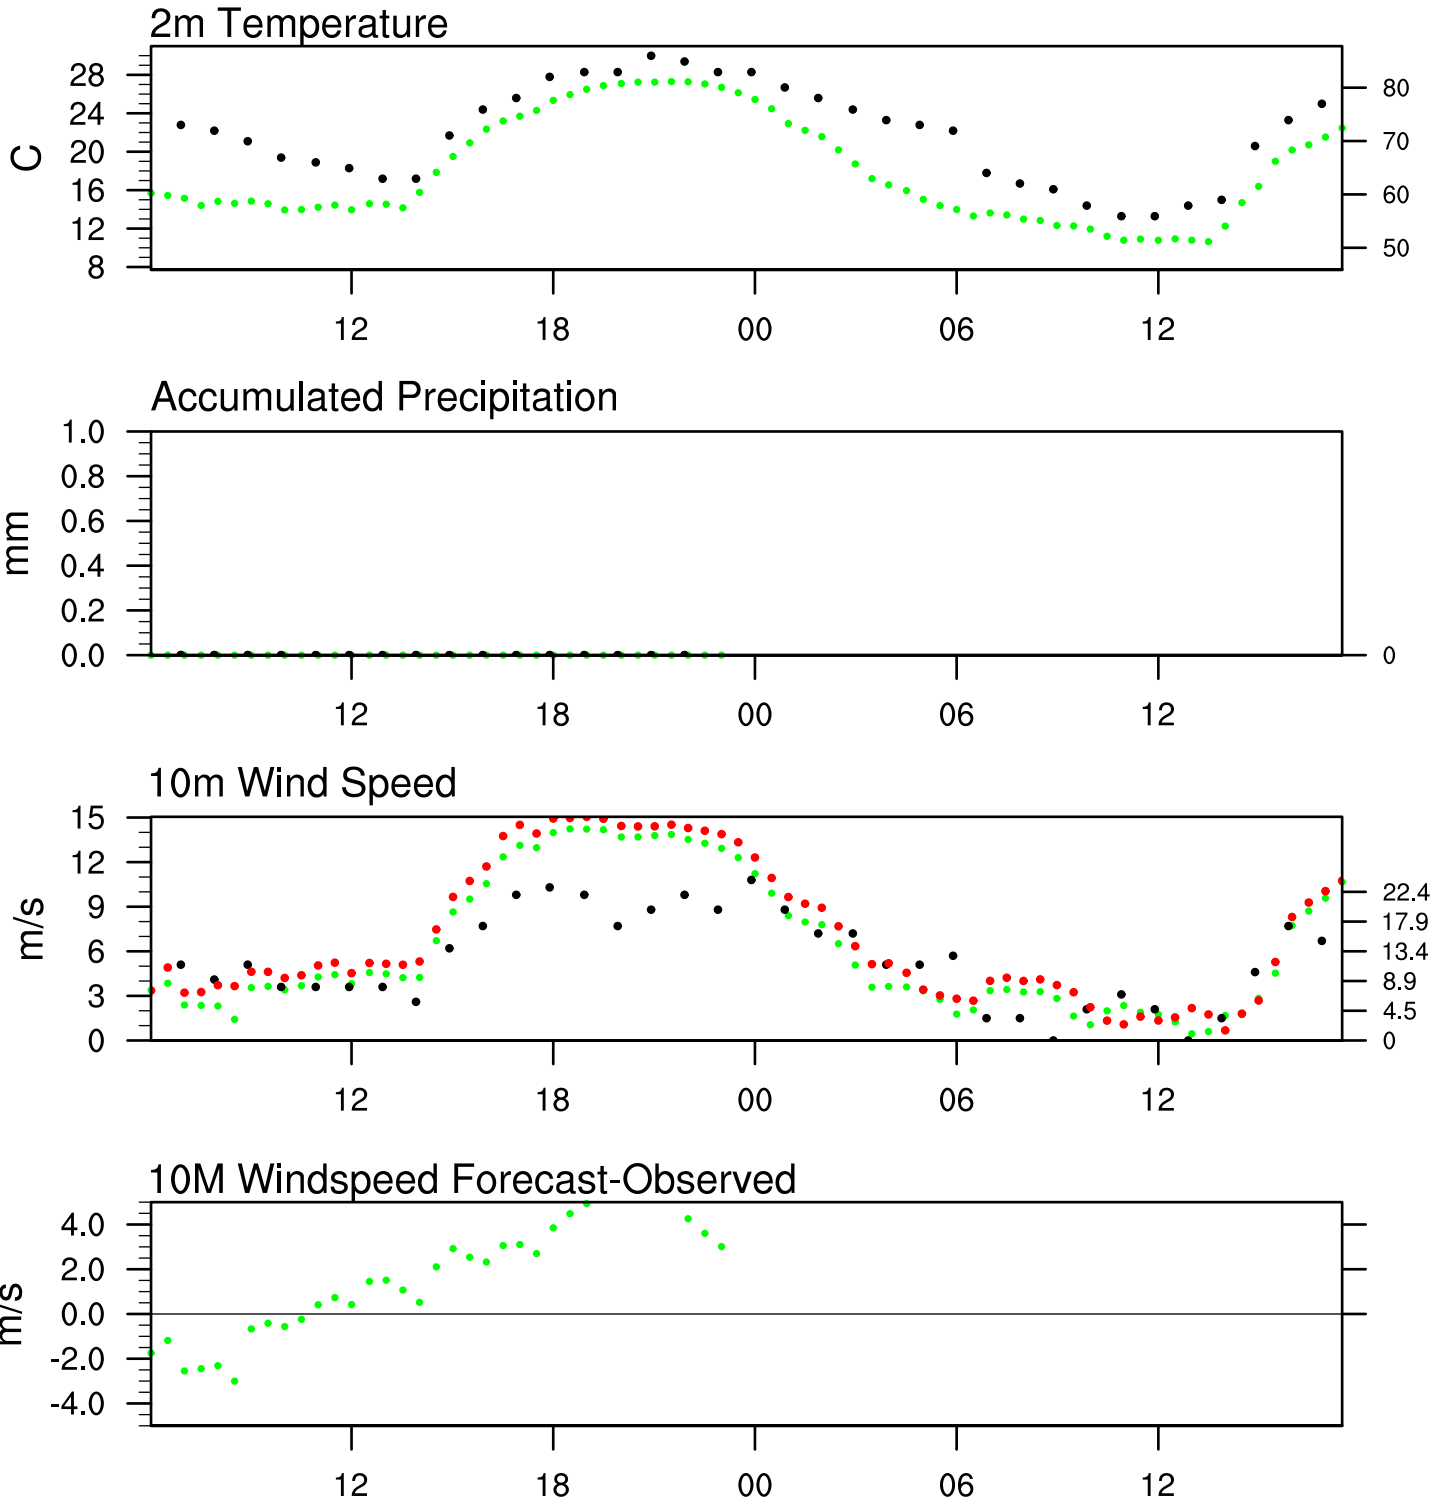 2m Temperature
28
24
20
16
12
8
C
80
70
60
50
12 18 00 06 12
Accumulated Precipitation
1.0
0.8
0.6
0.4
0.2
0.0
mm
0
12 18 00 06 12
10m Wind Speed
15
12
9
6
3
0
m/s
22.4
17.9
13.4
8.9
4.5
0
12 18 00 06 12
10M Windspeed Forecast-Observed
4.0
2.0
0.0
-2.0
-4.0
m/s
12 18 00 06 12